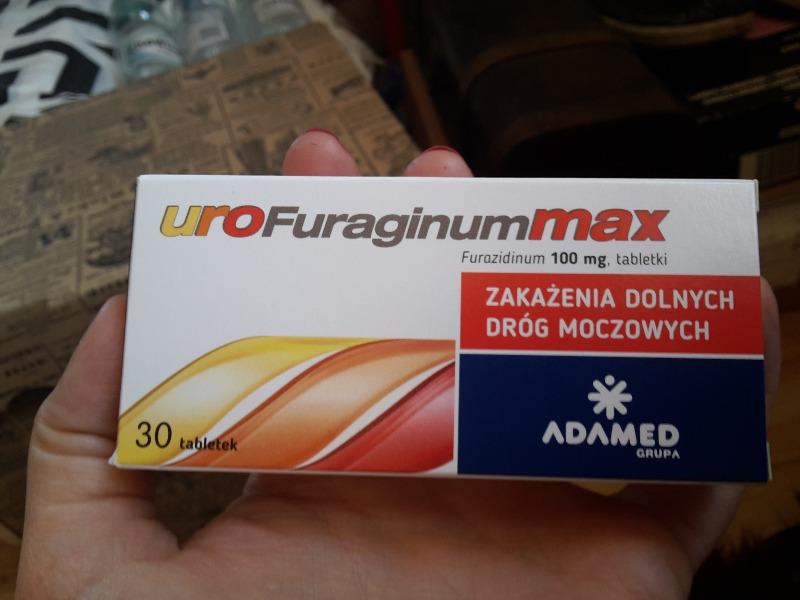 uroFuraginummax
Furazidinum 100 mg, tabletki
ZAKAŻENIA DOLNYCH
DRÓG MOCZOWYCH
30 tabletek
ADAMED
GRUPA